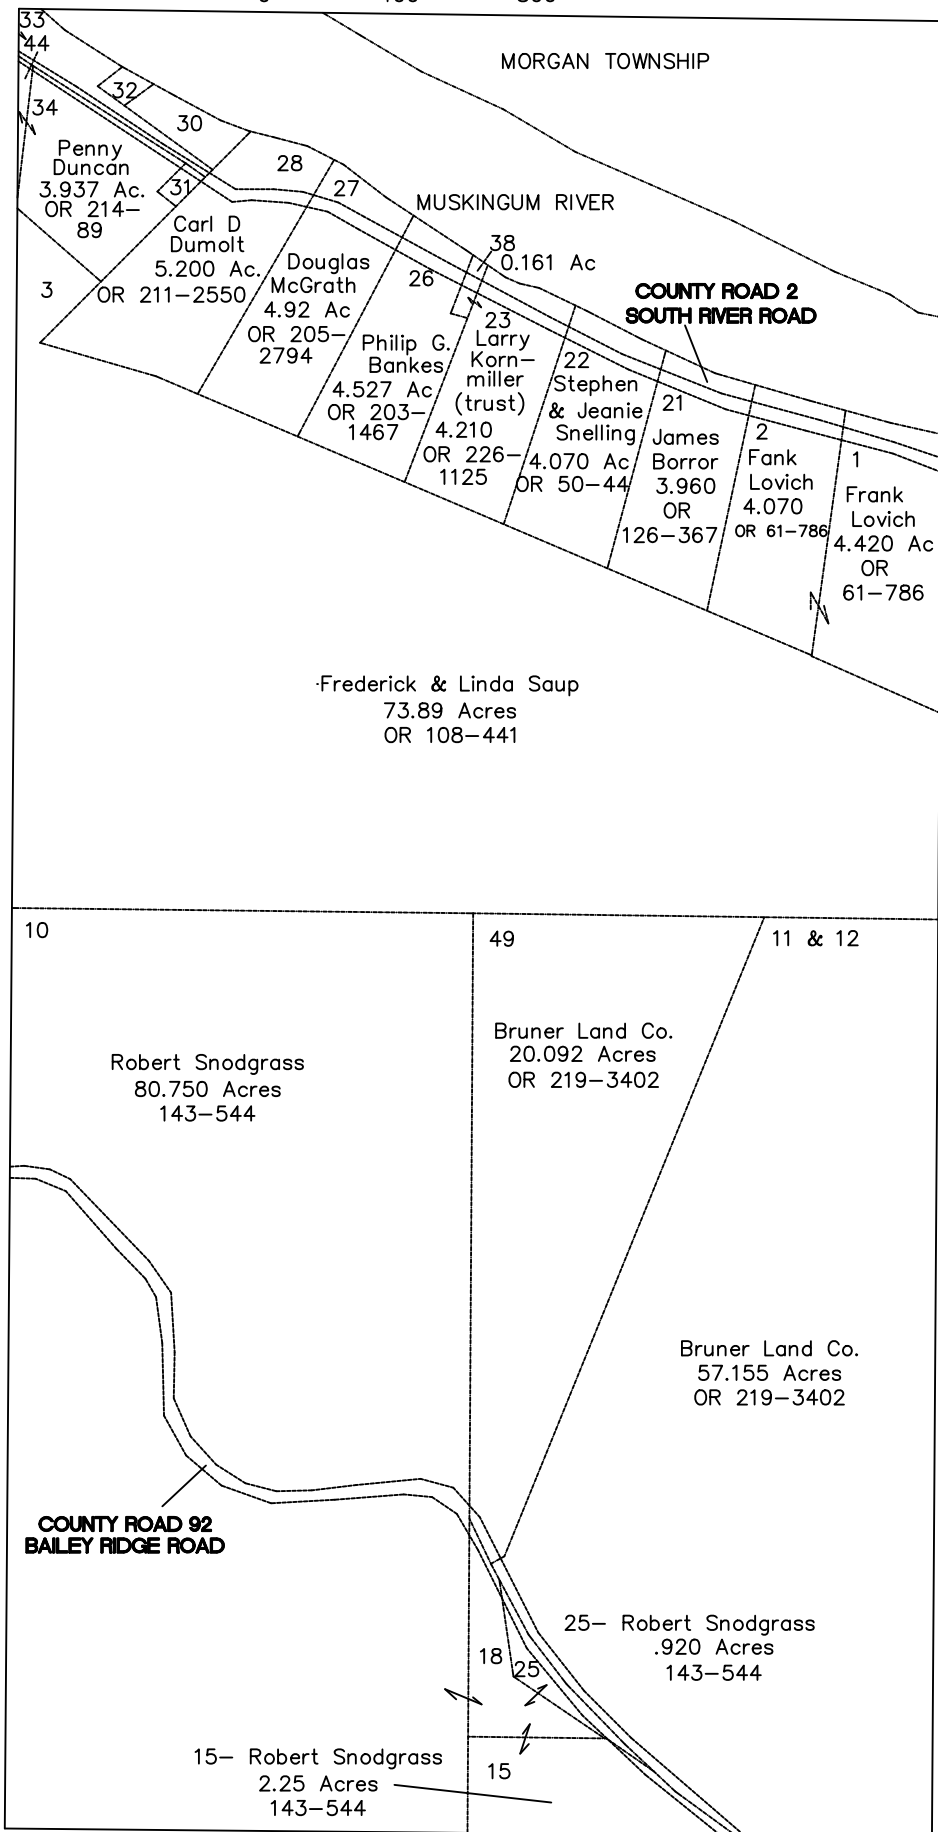 33
44
MORGAN TOWNSHIP
32
34
30
Penny
Duncan
3.937 Ac.
OR 214–
89
31
28
27
MUSKINGUM RIVER
Carl D
Dumolt
5.200 Ac.
OR 211–2550
3
Douglas
McGrath
4.92 Ac
OR 205–
2794
26
38
0.161 Ac
COUNTY ROAD 2
SOUTH RIVER ROAD
Philip G.
Bankes
4.527 Ac
OR 203–
1467
23
Larry
Korn–
miller
(trust)
4.210
OR 226–
1125
22
Stephen
& Jeanie
Snelling
4.070 Ac
OR 50–44
21
James
Borror
3.960
OR
126–367
2
Fank
Lovich
4.070
OR 61–786
1
Frank
Lovich
4.420 Ac
OR
61–786
Frederick & Linda Saup
73.89 Acres
OR 108–441
10
49
11 & 12
Robert Snodgrass
80.750 Acres
143–544
Bruner Land Co.
20.092 Acres
OR 219–3402
Bruner Land Co.
57.155 Acres
OR 219–3402
COUNTY ROAD 92
BAILEY RIDGE ROAD
25– Robert Snodgrass
.920 Acres
143–544
18
25
15– Robert Snodgrass
2.25 Acres
143–544
15